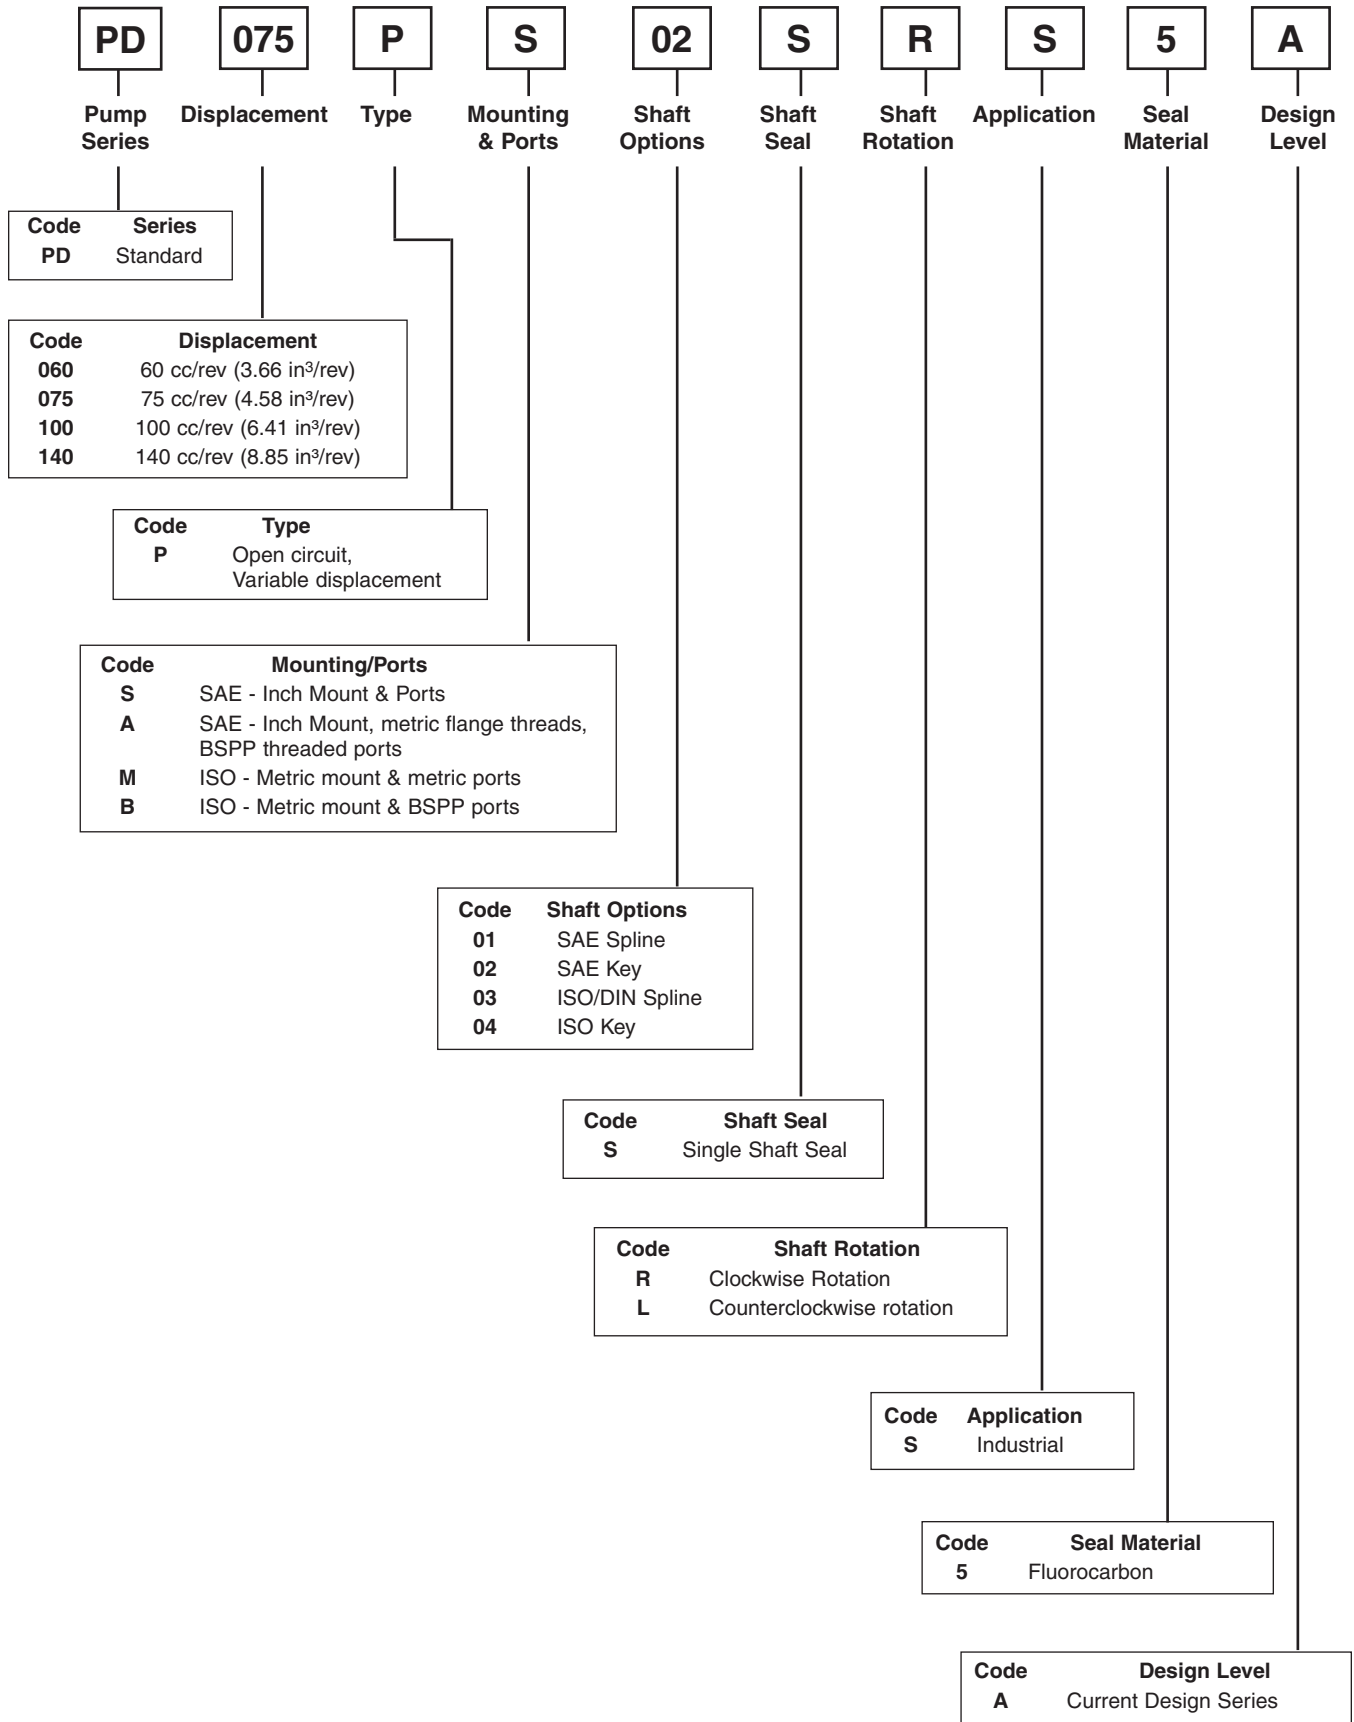 PD 075 P S 02 S R S 5 A
Pump Series
Displacement
Type
Mounting & Ports
Shaft Options
Shaft Seal
Shaft Rotation
Application
Seal Material
Design Level
Code Series
PD Standard
Code Displacement
060 60 cc/rev (3.66 in³/rev)
075 75 cc/rev (4.58 in³/rev)
100 100 cc/rev (6.41 in³/rev)
140 140 cc/rev (8.85 in³/rev)
Code Type
P Open circuit,
Variable displacement
Code Mounting/Ports
S SAE - Inch Mount & Ports
A SAE - Inch Mount, metric flange threads,
BSPP threaded ports
M ISO - Metric mount & metric ports
B ISO - Metric mount & BSPP ports
Code Shaft Options
01 SAE Spline
02 SAE Key
03 ISO/DIN Spline
04 ISO Key
Code Shaft Seal
S Single Shaft Seal
Code Shaft Rotation
R Clockwise Rotation
L Counterclockwise rotation
Code Application
S Industrial
Code Seal Material
5 Fluorocarbon
Code Design Level
A Current Design Series